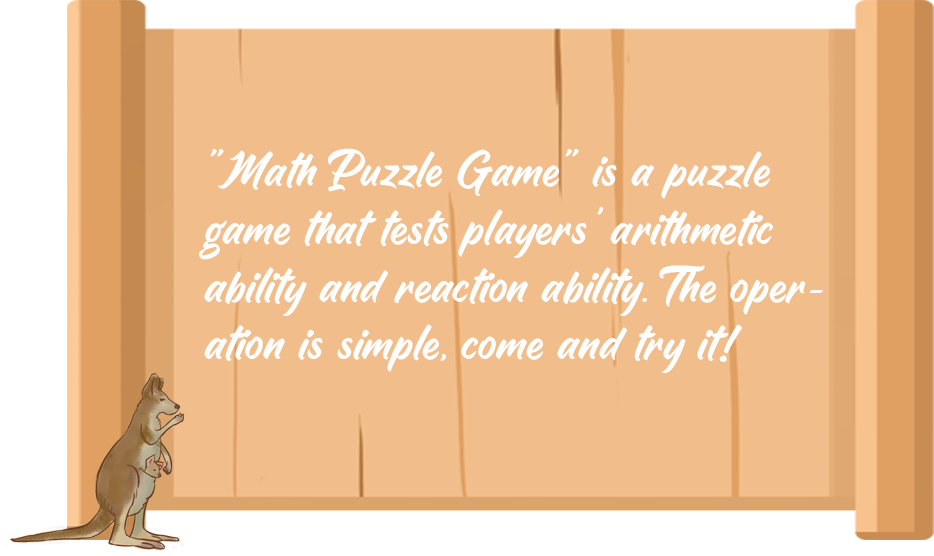 "Math Puzzle Game" is a puzzle
game that tests players' arithmetic
ability and reaction ability. The oper-
ation is simple, come and try it!